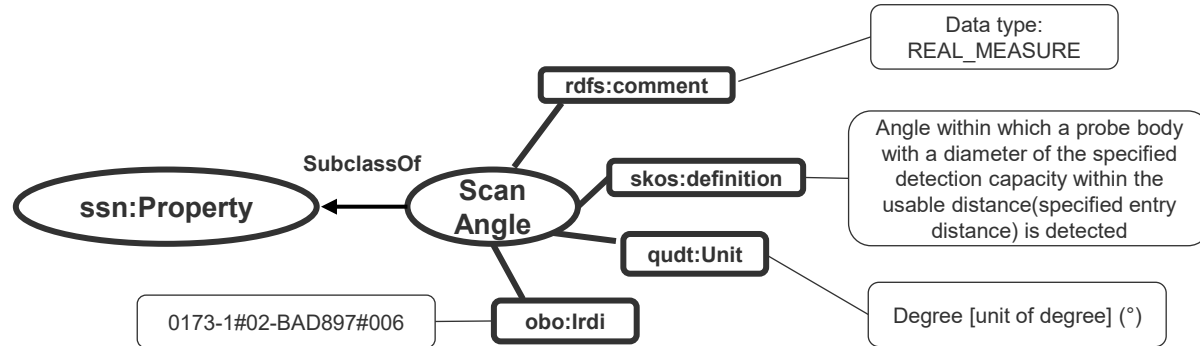 Data type:
REAL_MEASURE
rdfs:comment
SubclassOf
ssn:Property
Scan
Angle
skos:definition
Angle within which a probe body
with a diameter of the specified
detection capacity within the
usable distance(specified entry
distance) is detected
qudt:Unit
0173-1#02-BAD897#006
obo:Irdi
Degree [unit of degree] (°)